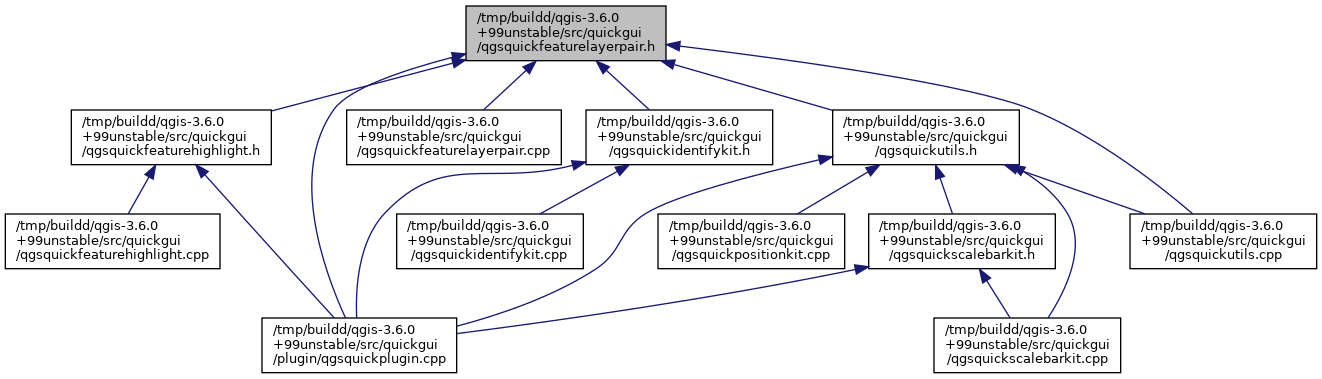 /tmp/buildd/qgis-3.6.0
+99unstable/src/quickgui
/qgsquickfeaturelayerpair.h
/tmp/buildd/qgis-3.6.0
+99unstable/src/quickgui
/qgsquickfeaturehighlight.h
/tmp/buildd/qgis-3.6.0
+99unstable/src/quickgui
/qgsquickfeaturelayerpair.cpp
/tmp/buildd/qgis-3.6.0
+99unstable/src/quickgui
/qgsquickidentifykit.h
/tmp/buildd/qgis-3.6.0
+99unstable/src/quickgui
/qgsquickutils.h
/tmp/buildd/qgis-3.6.0
+99unstable/src/quickgui
/qgsquickfeaturehighlight.cpp
/tmp/buildd/qgis-3.6.0
+99unstable/src/quickgui
/qgsquickidentifykit.cpp
/tmp/buildd/qgis-3.6.0
+99unstable/src/quickgui
/qgsquickpositionkit.cpp
/tmp/buildd/qgis-3.6.0
+99unstable/src/quickgui
/qgsquickscalebarkit.h
/tmp/buildd/qgis-3.6.0
+99unstable/src/quickgui
/qgsquickutils.cpp
/tmp/buildd/qgis-3.6.0
+99unstable/src/quickgui
/plugin/qgsquickplugin.cpp
/tmp/buildd/qgis-3.6.0
+99unstable/src/quickgui
/qgsquickscalebarkit.cpp